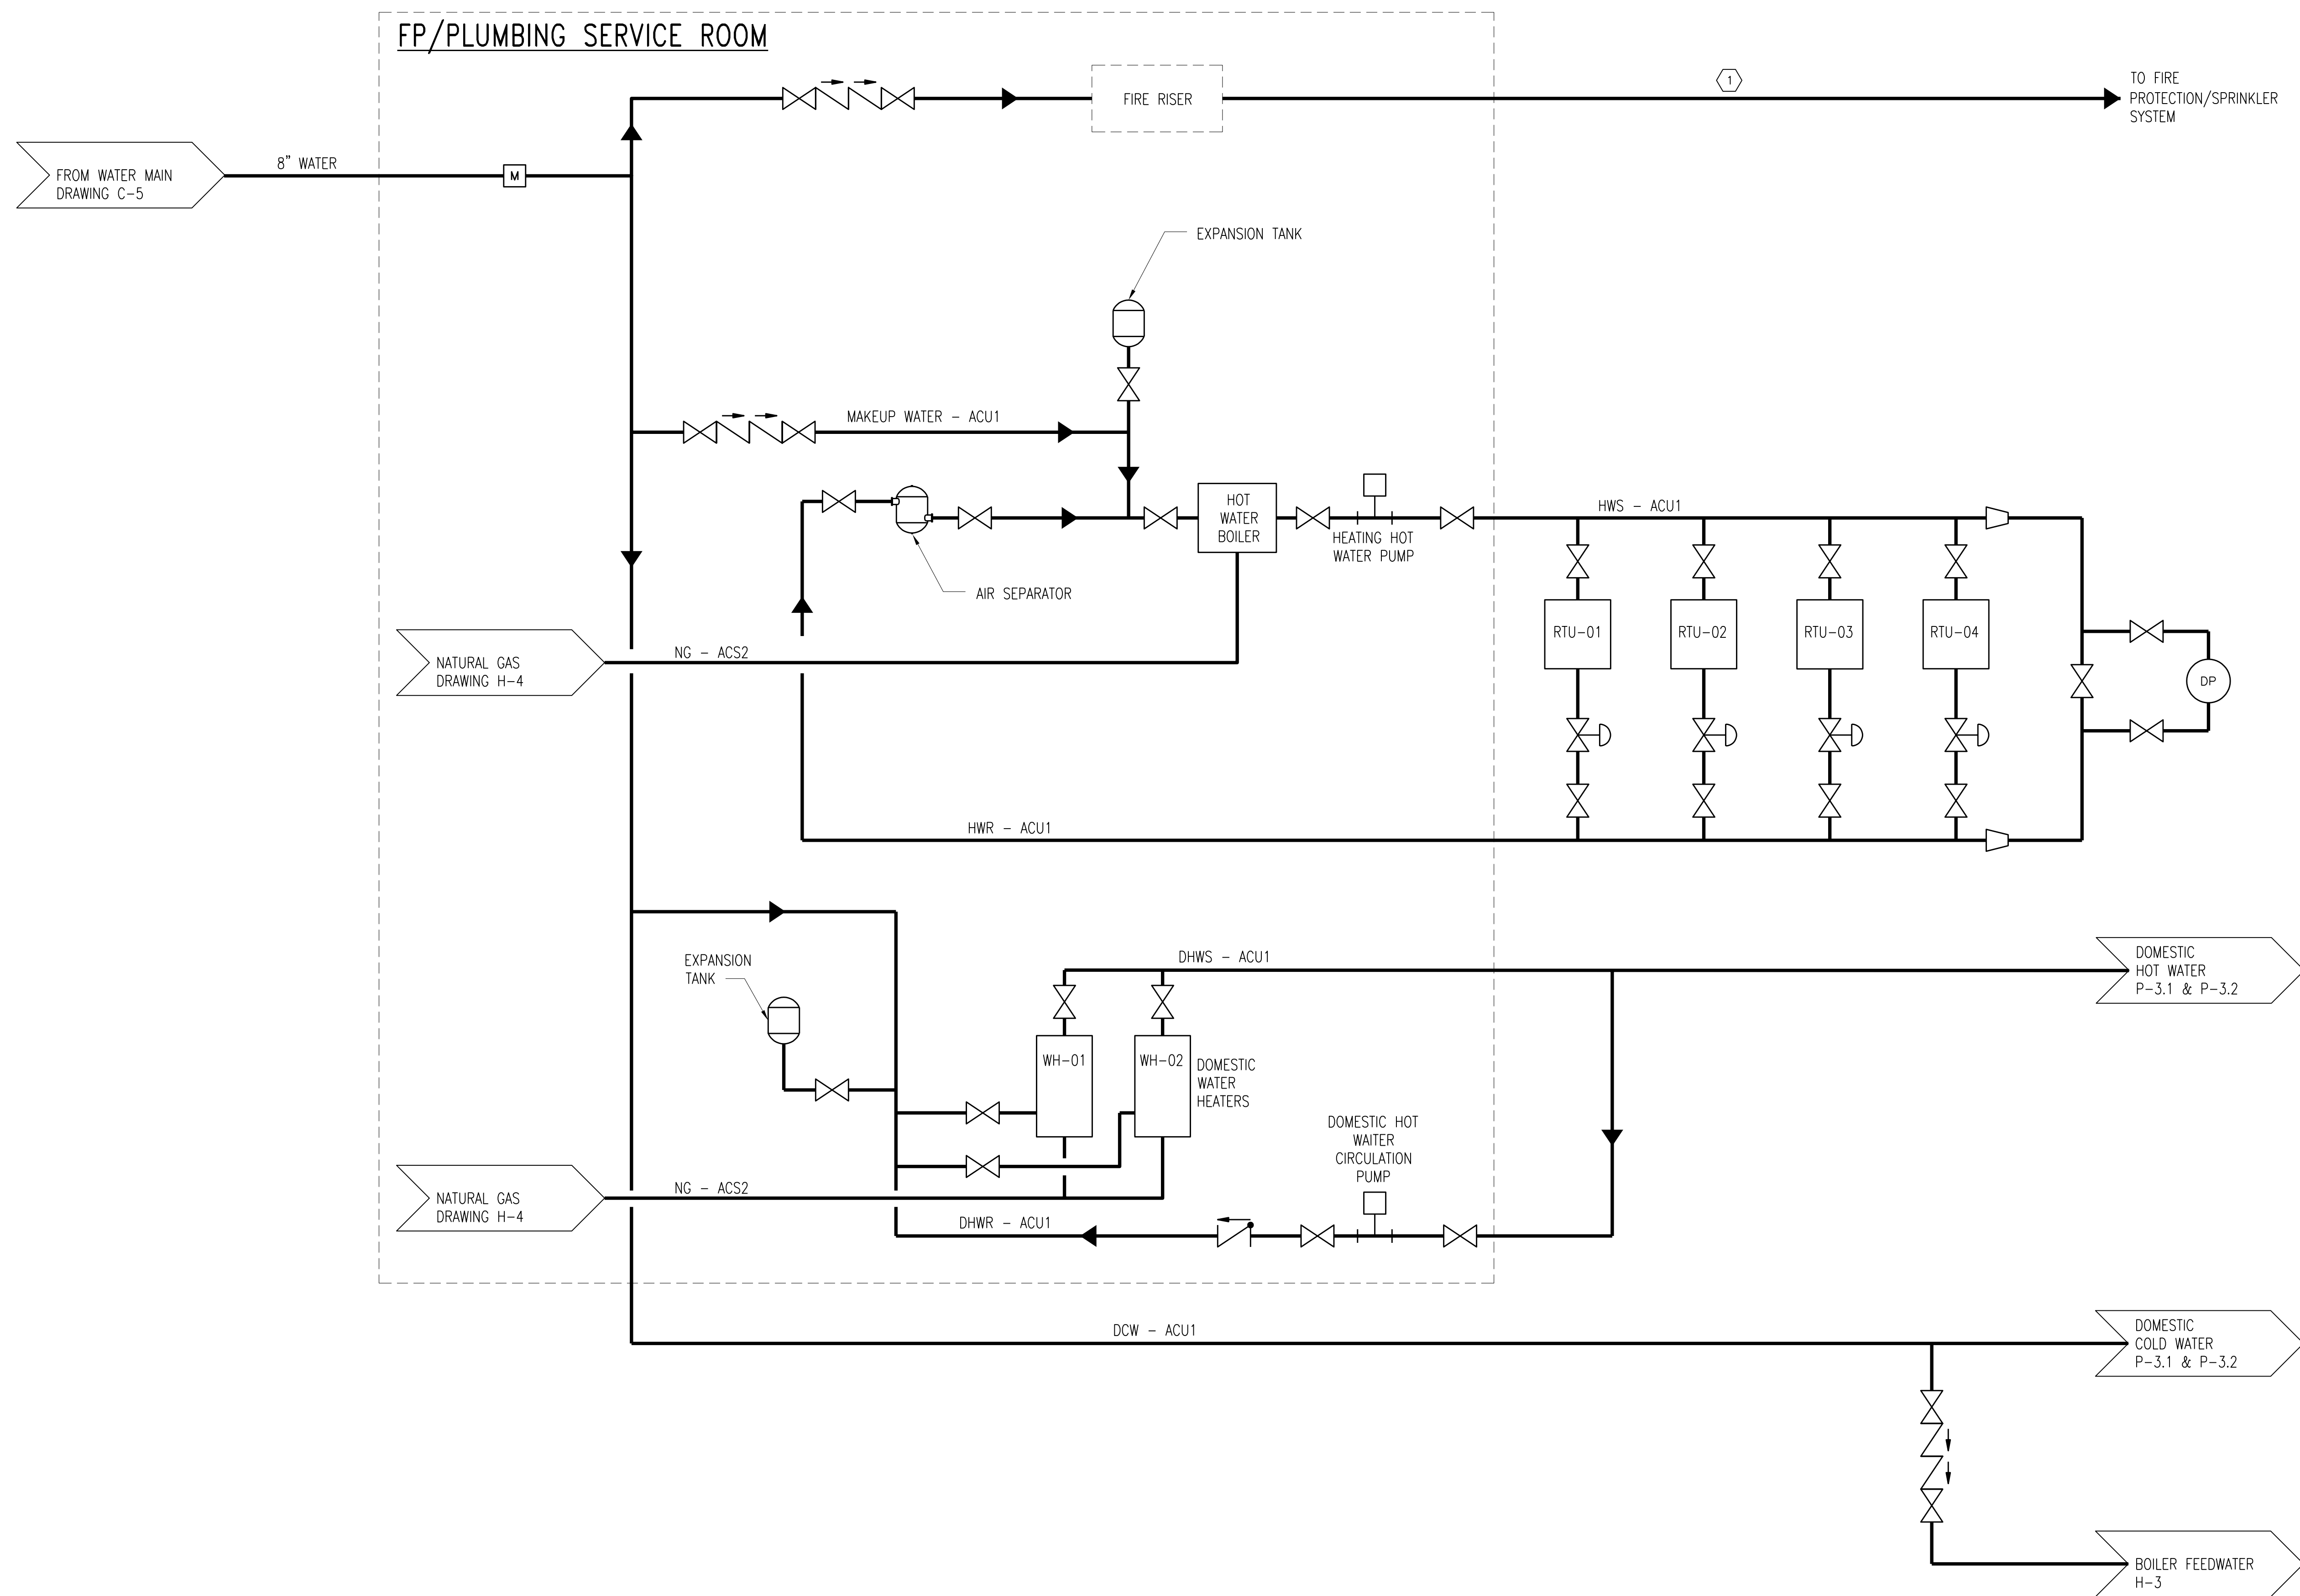 FP/PLUMBING SERVICE ROOM
FIRE RISER
1
TO FIRE
PROTECTION/SPRINKLER
SYSTEM
FROM WATER MAIN
DRAWING C-5
8" WATER
M
EXPANSION TANK
MAKEUP WATER - ACU1
HOT
WATER
BOILER
HEATING HOT
WATER PUMP
HWS - ACU1
AIR SEPARATOR
NATURAL GAS
DRAWING H-4
NG - ACS2
RTU-01
RTU-02
RTU-03
RTU-04
DP
HWR - ACU1
EXPANSION
TANK
DHWS - ACU1
DOMESTIC
HOT WATER
P-3.1 & P-3.2
WH-01
WH-02
DOMESTIC
WATER
HEATERS
DOMESTIC HOT
WAITER
CIRCULATION
PUMP
NATURAL GAS
DRAWING H-4
NG - ACS2
DHWR - ACU1
DCW - ACU1
DOMESTIC
COLD WATER
P-3.1 & P-3.2
BOILER FEEDWATER
H-3